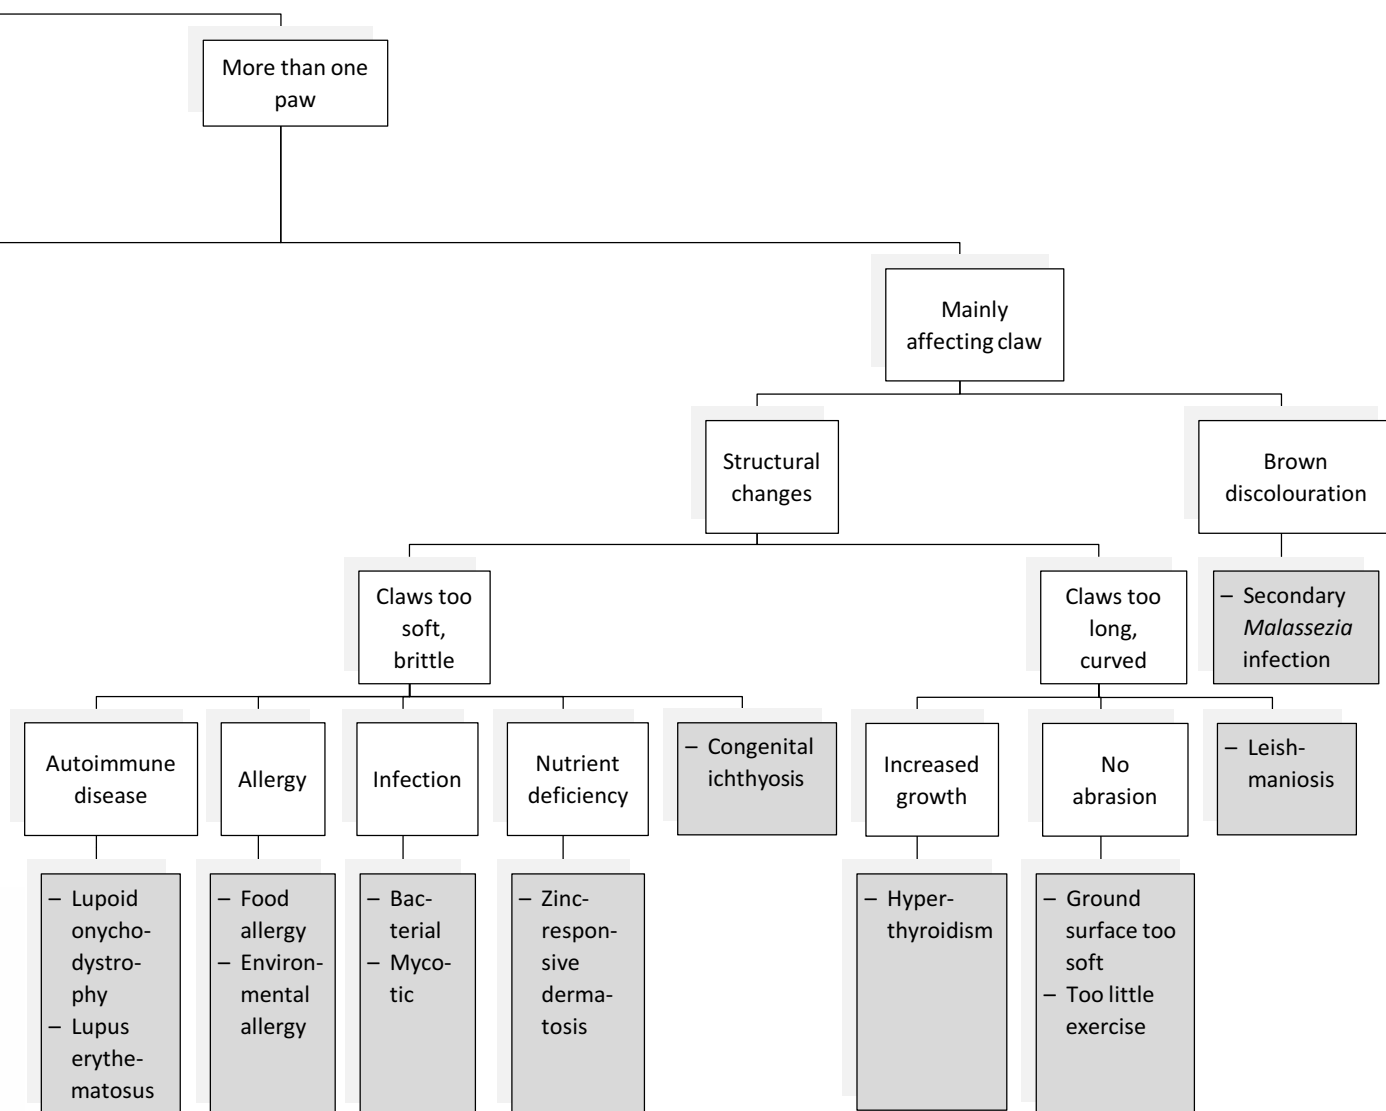 More than one
paw
Mainly
affecting claw
Structural
changes
Brown
discolouration
Claws too
soft,
brittle
Claws too
long,
curved
– Secondary
Malassezia
infection
Autoimmune
disease
Allergy
Infection
Nutrient
deficiency
– Congenital
ichthyosis
Increased
growth
No
abrasion
– Leish-
maniosis
– Lupoid
onycho-
dystro-
phy
– Lupus
erythe-
matosus
– Food
allergy
– Environ-
mental
allergy
– Bac-
terial
– Myco-
tic
– Zinc-
respon-
sive
derma-
tosis
– Hyper-
thyroidism
– Ground
surface too
soft
– Too little
exercise